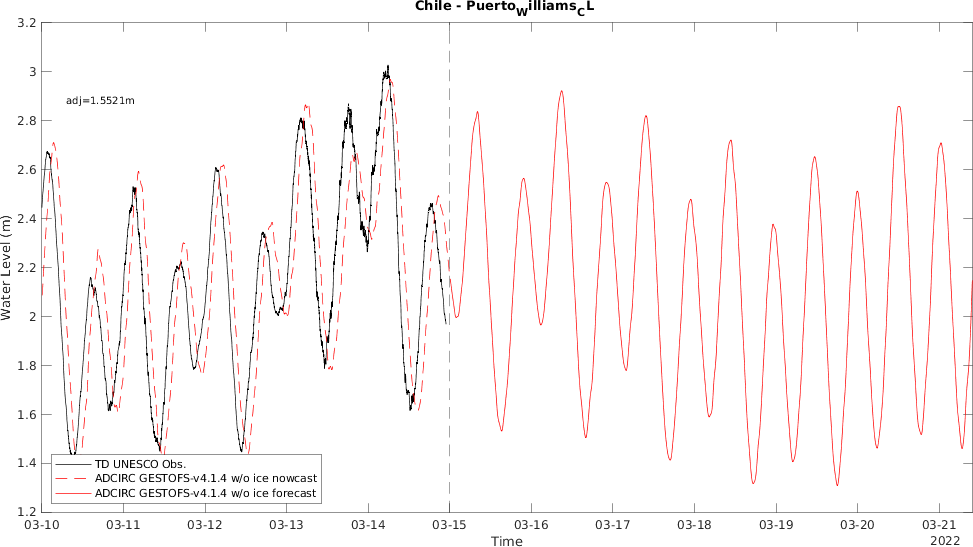 Chile - PuertoWilliamsCL
3.2
3
2.8
2.6
2.4
2.2
2
1.8
1.6
1.4
1.2
Water Level (m)
adj=1.5521m
TD UNESCO Obs.
ADCIRC GESTOFS-v4.1.4 w/o ice nowcast
ADCIRC GESTOFS-v4.1.4 w/o ice forecast
03-10 03-11 03-12 03-13 03-14 03-15 03-16 03-17 03-18 03-19 03-20 03-21
Time
2022